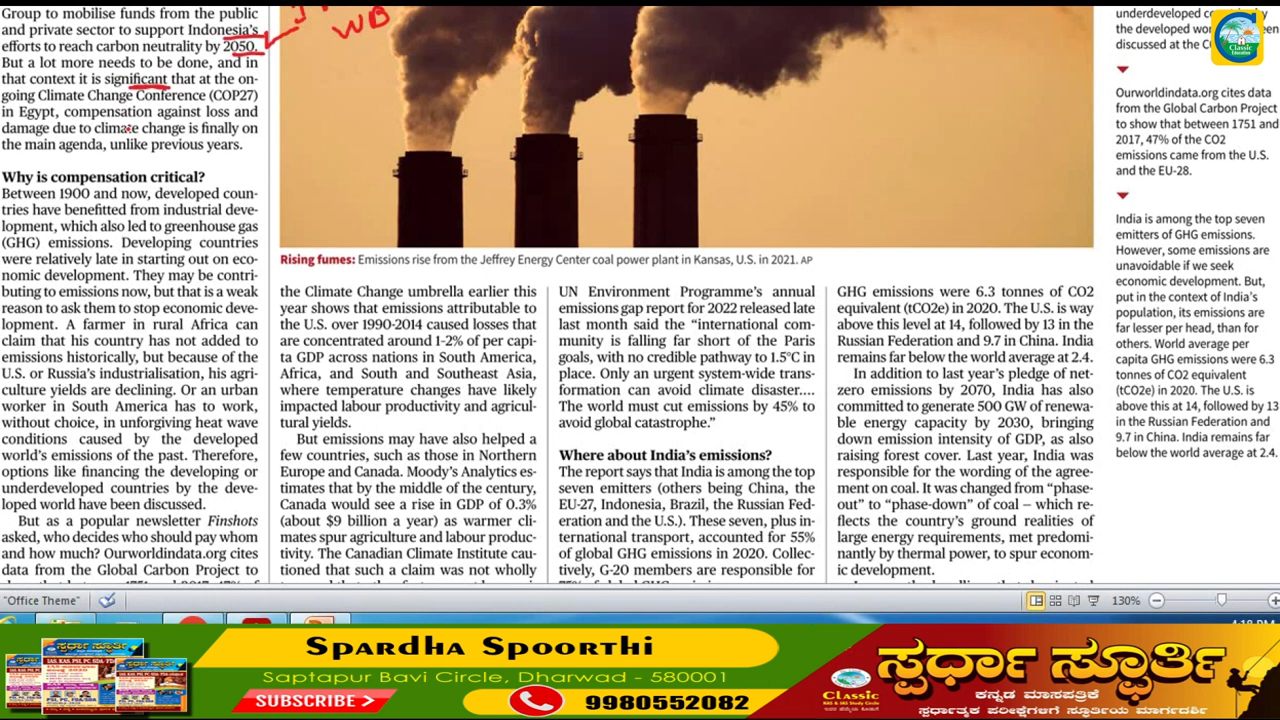 Group to mobilise funds from the public
and private sector to support Indonesia's
efforts to reach carbon neutrality by 2050.
But a lot more needs to be done, and in
that context it is significant that at the on-
going Climate Change Conference (COP27)
in Egypt, compensation against loss and
damage due to climate change is finally on
the main agenda, unlike previous years.
Why is compensation critical?
Between 1900 and now, developed coun-
tries have benefitted from industrial deve-
lopment, which also led to greenhouse gas
(GHG) emissions. Developing countries
were relatively late in starting out on eco-
nomic development. They may be contri-
buting to emissions now, but that is a weak
reason to ask them to stop economic deve-
lopment. A farmer in rural Africa can
claim that his country has not added to
emissions historically, but because of the
U.S. or Russia's industrialisation, his agri-
culture yields are declining. Or an urban
worker in South America has to work,
without choice, in unforgiving heat wave
conditions caused by the developed
world's emissions of the past. Therefore,
options like financing the developing or
underdeveloped countries by the deve-
loped world have been discussed.
But as a popular newsletter Finshots
asked, who decides who should pay whom
and how much? Ourworldindata.org cites
data from the Global Carbon Project to
WB
Rising fumes: Emissions rise from the Jeffrey Energy Center coal power plant in Kansas, U.S. in 2021. AP
the Climate Change umbrella earlier this
year shows that emissions attributable to
the U.S. over 1990-2014 caused losses that
are concentrated around 1-2% of per capi-
ta GDP across nations in South America,
Africa, and South and Southeast Asia,
where temperature changes have likely
impacted labour productivity and agricul-
tural yields.
But emissions may have also helped a
few countries, such as those in Northern
Europe and Canada. Moody's Analytics es-
timates that by the middle of the century,
Canada would see a rise in GDP of 0.3%
(about $9 billion a year) as warmer cli-
mates spur agriculture and labour produc-
tivity. The Canadian Climate Institute cau-
tioned that such a claim was not wholly
UN Environment Programme's annual
emissions gap report for 2022 released late
last month said the "international com-
munity is falling far short of the Paris
goals, with no credible pathway to 1.5°C in
place. Only an urgent system-wide trans-
formation can avoid climate disaster....
The world must cut emissions by 45% to
avoid global catastrophe."
Where about India's emissions?
The report says that India is among the top
seven emitters (others being China, the
EU-27, Indonesia, Brazil, the Russian Fed-
eration and the U.S.). These seven, plus in-
ternational transport, accounted for 55%
of global GHG emissions in 2020. Collec-
tively, G-20 members are responsible for
GHG emissions were 6.3 tonnes of CO2
equivalent (tCO2e) in 2020. The U.S. is way
above this level at 14, followed by 13 in the
Russian Federation and 9.7 in China. India
remains far below the world average at 2.4.
In addition to last year's pledge of net-
zero emissions by 2070, India has also
committed to generate 500 GW of renewa-
ble energy capacity by 2030, bringing
down emission intensity of GDP, as also
raising forest cover. Last year, India was
responsible for the wording of the agree-
ment on coal. It was changed from "phase-
out" to "phase-down" of coal — which re-
flects the country's ground realities of
large energy requirements, met predomi-
nantly by thermal power, to spur econom-
ic development.
underdeveloped
the developed
discussed at the
Ourworldindata.org cites data
from the Global Carbon Project
to show that between 1751 and
2017, 47% of the CO2
emissions came from the U.S.
and the EU-28.
India is among the top seven
emitters of GHG emissions.
However, some emissions are
unavoidable if we seek
economic development. But,
put in the context of India's
population, its emissions are
far lesser per head, than for
others. World average per
capita GHG emissions were 6.3
tonnes of CO2 equivalent
(tCO2e) in 2020. The U.S. is
above this at 14, followed by 13
in the Russian Federation and
9.7 in China. India remains far
below the world average at 2.4.
Classic
Education
"Office Theme"
130%
4:18 PM
Spardha Spoorthi
Saptapur Bavi Circle, Dharwad - 580001
SUBSCRIBE
9980552082
ಸ್ಪರ್ಧಾ ಸ್ಫೂರ್ತಿ
Classic
ಕನ್ನಡ ಮಾಸಪತ್ರಿಕೆ
ಸ್ಪರ್ಧಾತ್ಮಕ ಪರೀಕ್ಷೆಗಳಿಗೆ ಸ್ಫೂರ್ತಿಯ ಮಾರ್ಗದರ್ಶಿ